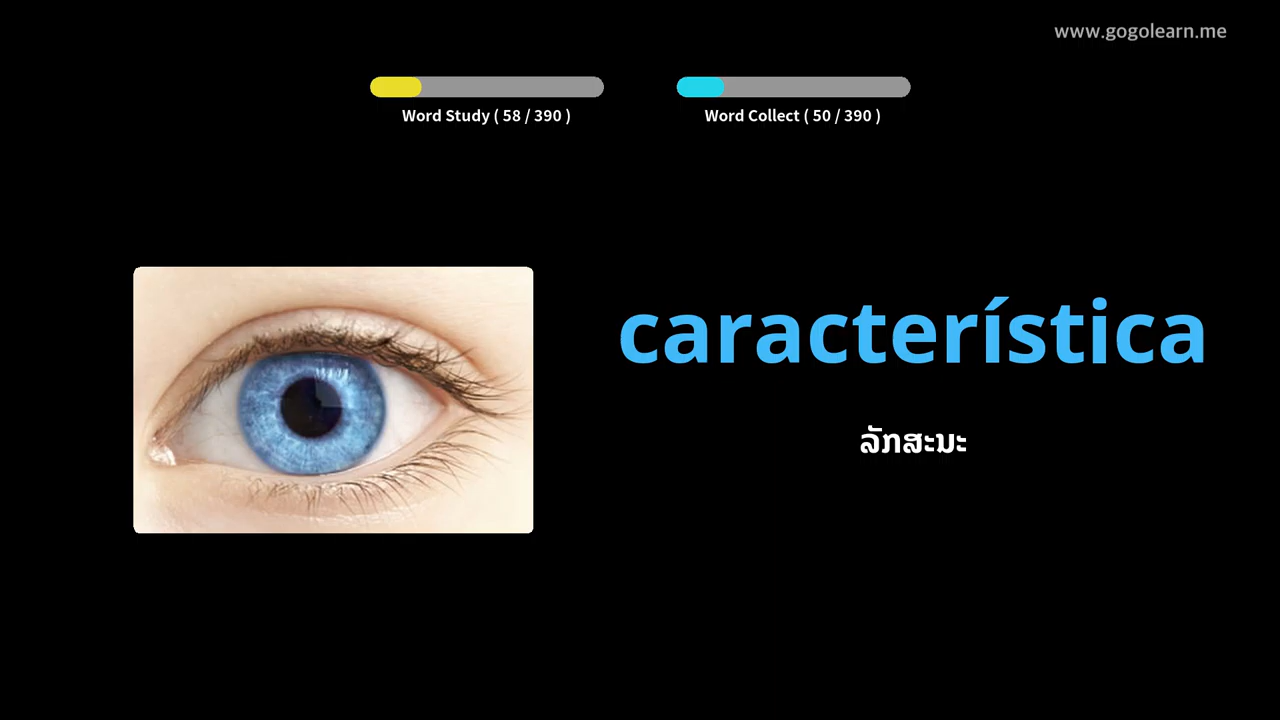 www.gogolearn.me
Word Study ( 58 / 390 )
Word Collect ( 50 / 390 )
característica
ລັກສະນະ